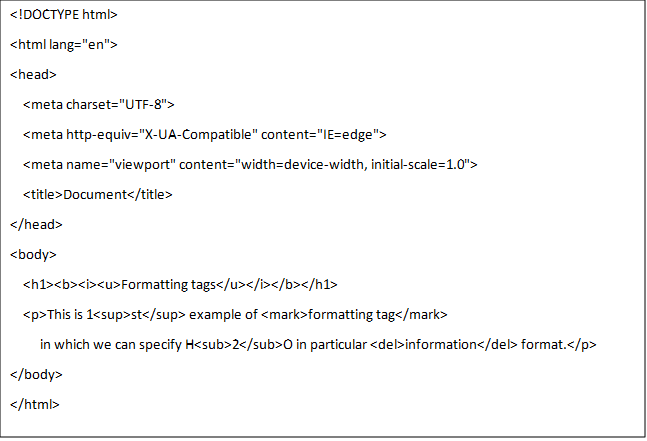 <!DOCTYPE html>
<html lang="en">
<head>
<meta charset="UTF-8">
<meta http-equiv="X-UA-Compatible" content="IE=edge">
<meta name="viewport" content="width=device-width, initial-scale=1.0">
<title>Document</title>
</head>
<body>
<h1><b><i><u>Formatting tags</u></i></b></h1>
<p>This is 1<sup>st</sup> example of <mark>formatting tag</mark>
in which we can specify H<sub>2</sub>O in particular <del>information</del> format.</p>
</body>
</html>